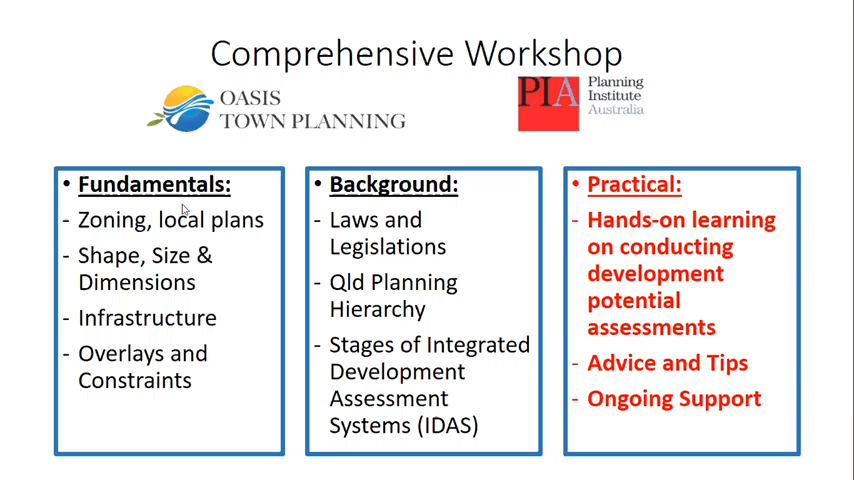 Comprehensive Workshop
OASIS
TOWN PLANNING
PIA
Planning
Institute
Australia
• Fundamentals:
- Zoning, local plans
- Shape, Size &
Dimensions
- Infrastructure
- Overlays and
Constraints
• Background:
- Laws and
Legislations
- Qld Planning
Hierarchy
- Stages of Integrated
Development
Assessment
Systems (IDAS)
• Practical:
- Hands-on learning
on conducting
development
potential
assessments
- Advice and Tips
- Ongoing Support